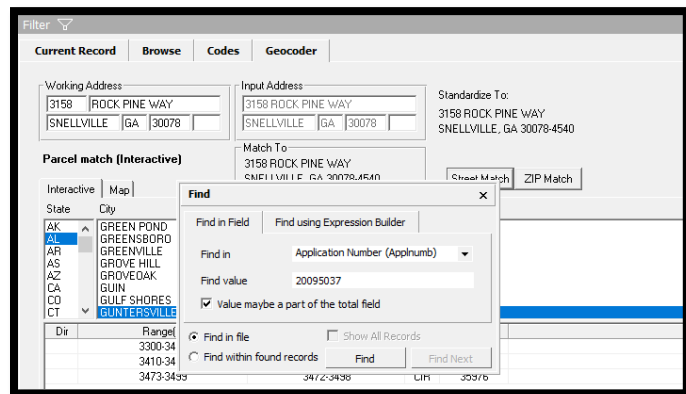 Filter
Current Record Browse Codes Geocoder
Working Address
3158 ROCK PINE WAY
SNELLVILLE GA 30078
Input Address
3158 ROCK PINE WAY
SNELLVILLE GA 30078
Standardize To:
3158 ROCK PINE WAY
SNELLVILLE, GA 30078-4540
Parcel match (Interactive)
Match To
3158 ROCK PINE WAY
SNELLVILLE, GA 30078-4540
Street Match ZIP Match
Interactive Map
State City
AK GREEN POND
AL GREENSBORO
AR GREENVILLE
AS GROVE HILL
AZ GROVEOAK
CA GUIN
CO GULF SHORES
CT GUNTERSVILLE
Find
Find in Field Find using Expression Builder
Find in Application Number (Applnumb)
Find value 20095037
Value maybe a part of the total field
Find in file Show All Records
Find within found records Find Find Next
Dir Range(
3300-34
3410-34
3473-3499 3472-3498 CIR 35976